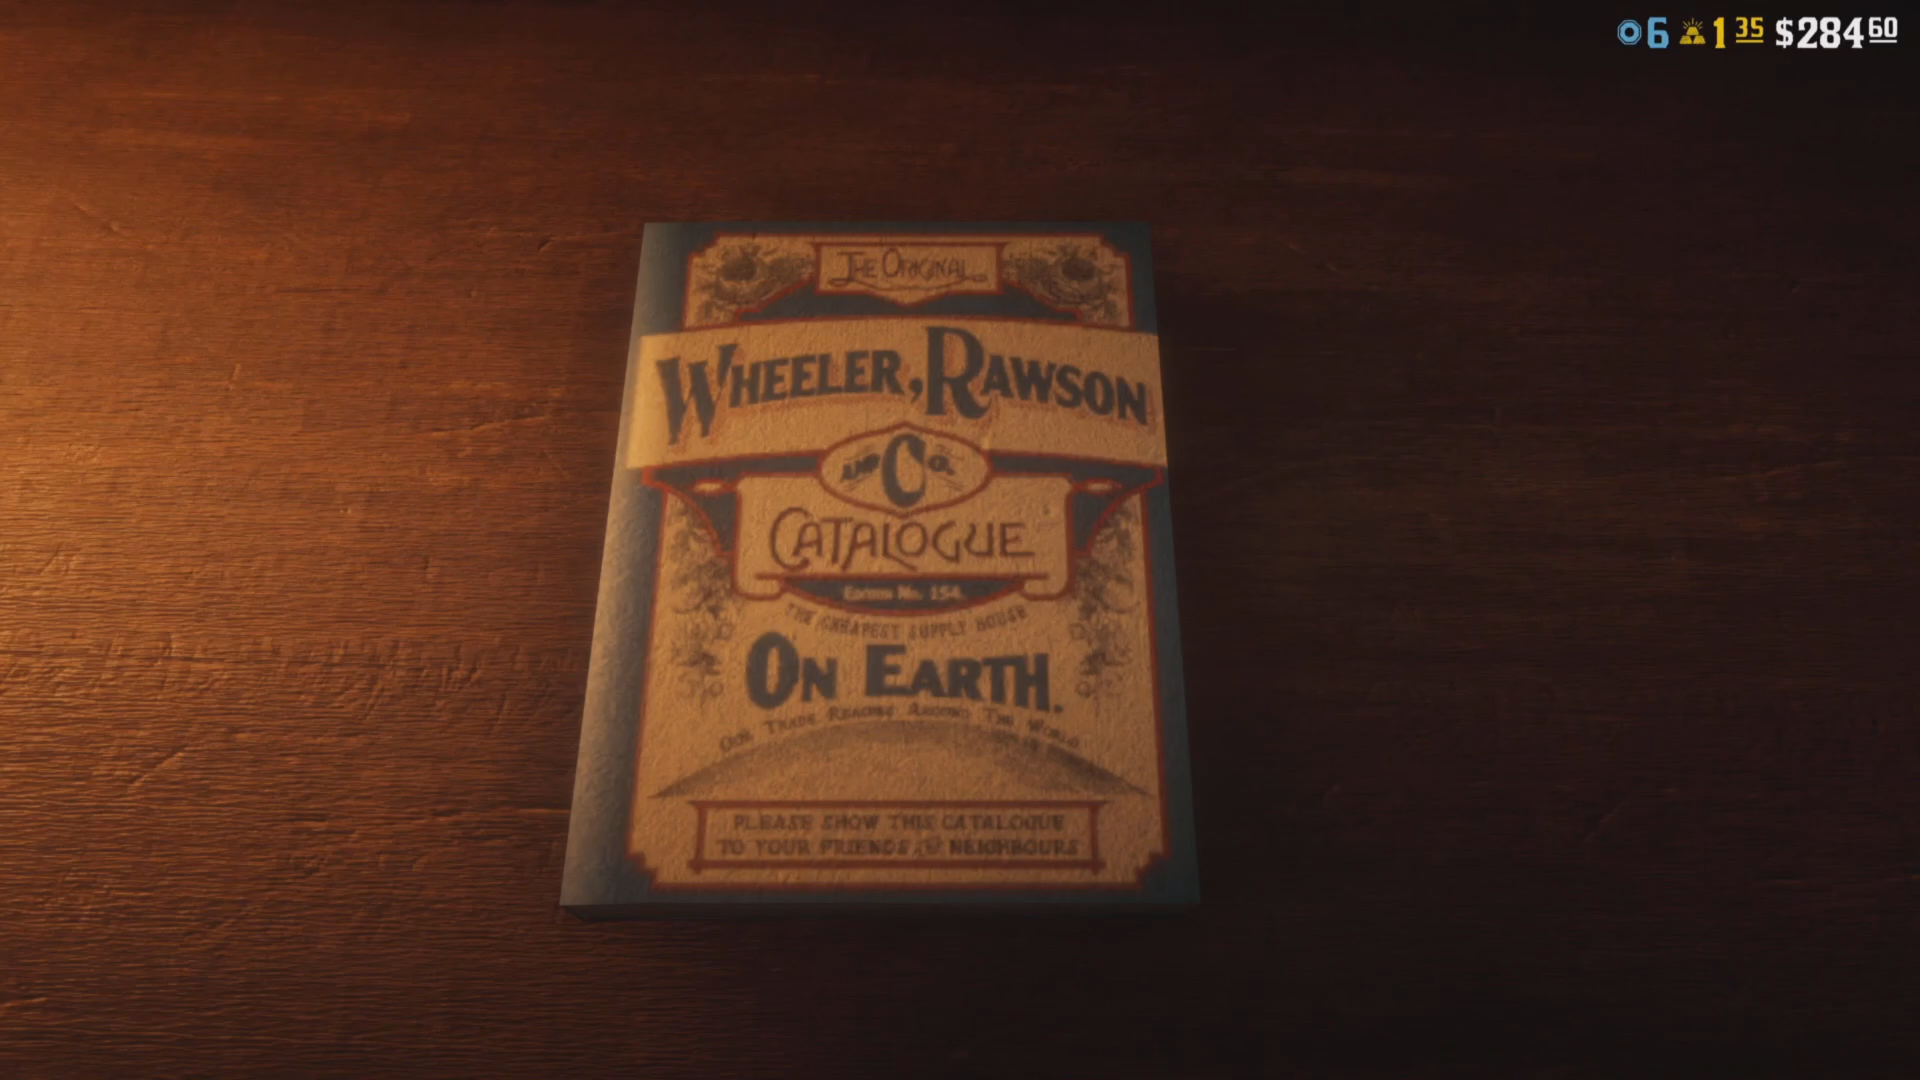 6 1 35 $284 60
THE ORIGINAL
WHEELER, RAWSON
AND CO.
CATALOGUE
EDITION No. 154.
THE CHEAPEST SUPPLY HOUSE
ON EARTH.
OUR TRADE REACHES AROUND THE WORLD
PLEASE SHOW THIS CATALOGUE
TO YOUR FRIENDS & NEIGHBOURS